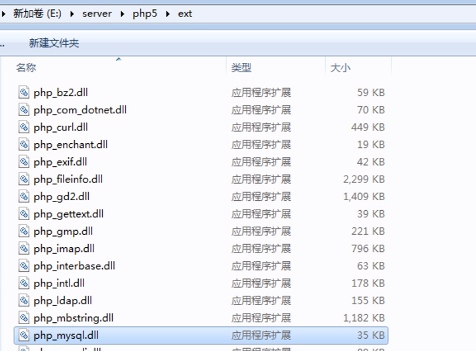 新加卷 (E:) ▸ server ▸ php5 ▸ ext
新建文件夹
名称 类型 大小
php_bz2.dll 应用程序扩展 59 KB
php_com_dotnet.dll 应用程序扩展 70 KB
php_curl.dll 应用程序扩展 449 KB
php_enchant.dll 应用程序扩展 19 KB
php_exif.dll 应用程序扩展 42 KB
php_fileinfo.dll 应用程序扩展 2,299 KB
php_gd2.dll 应用程序扩展 1,409 KB
php_gettext.dll 应用程序扩展 39 KB
php_gmp.dll 应用程序扩展 221 KB
php_imap.dll 应用程序扩展 796 KB
php_interbase.dll 应用程序扩展 63 KB
php_intl.dll 应用程序扩展 178 KB
php_ldap.dll 应用程序扩展 155 KB
php_mbstring.dll 应用程序扩展 1,182 KB
php_mysql.dll 应用程序扩展 35 KB